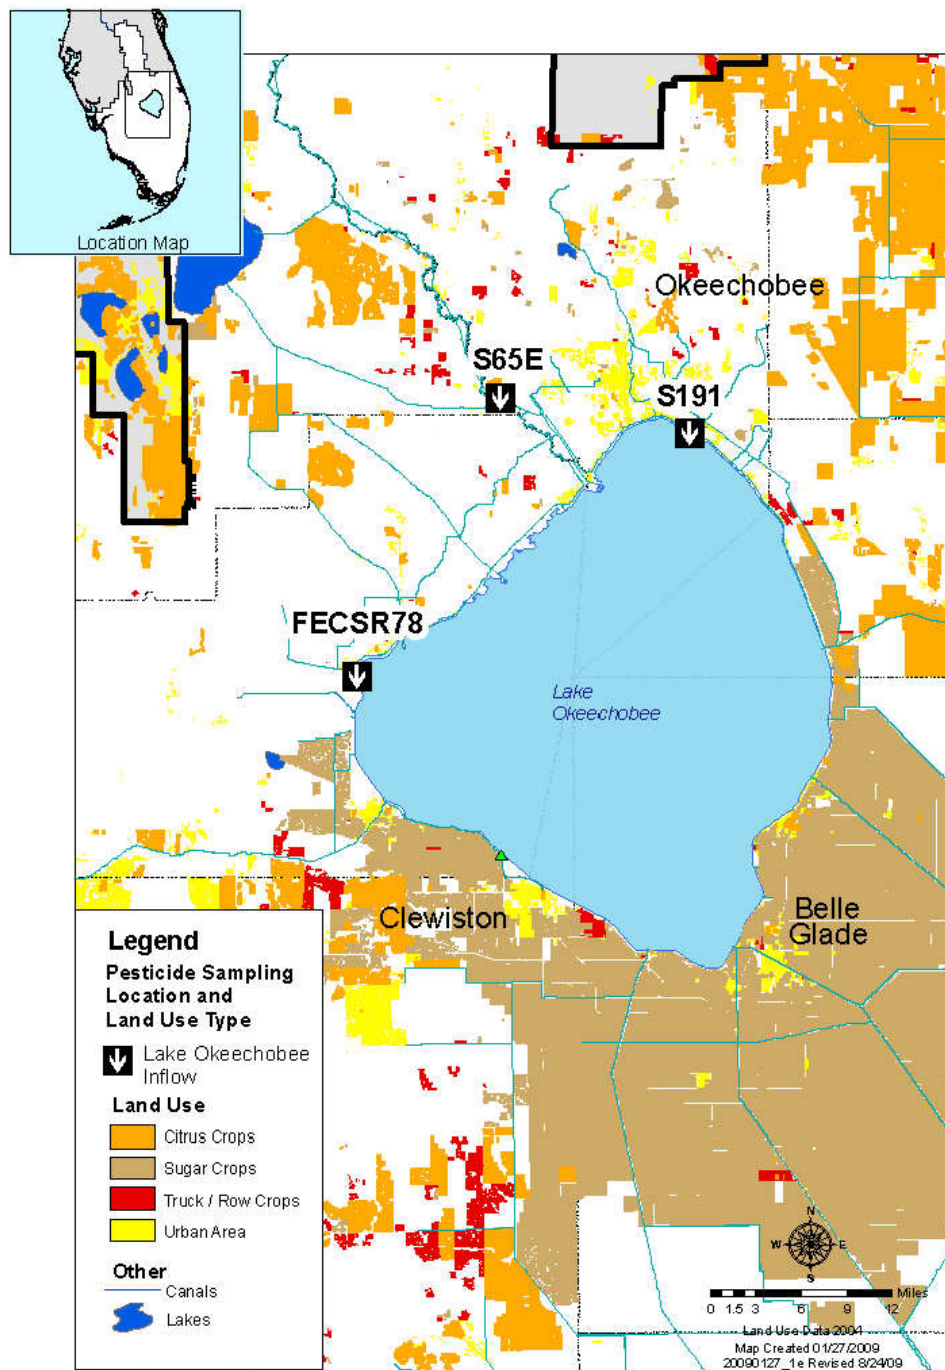 Location Map
Okeechobee
S65E
S191
FECSR78
Lake
Okeechobee
Clewiston
Belle
Glade
Legend
Pesticide Sampling
Location and
Land Use Type
Lake Okeechobee
Inflow
Land Use
Citrus Crops
Sugar Crops
Truck / Row Crops
Urban Area
Other
Canals
Lakes
N
W E
S
Miles
0 1.5 3 6 9 12
Land Use Data 2004
Map Created 01/27/2009
20090127_1e Revised 8/24/09